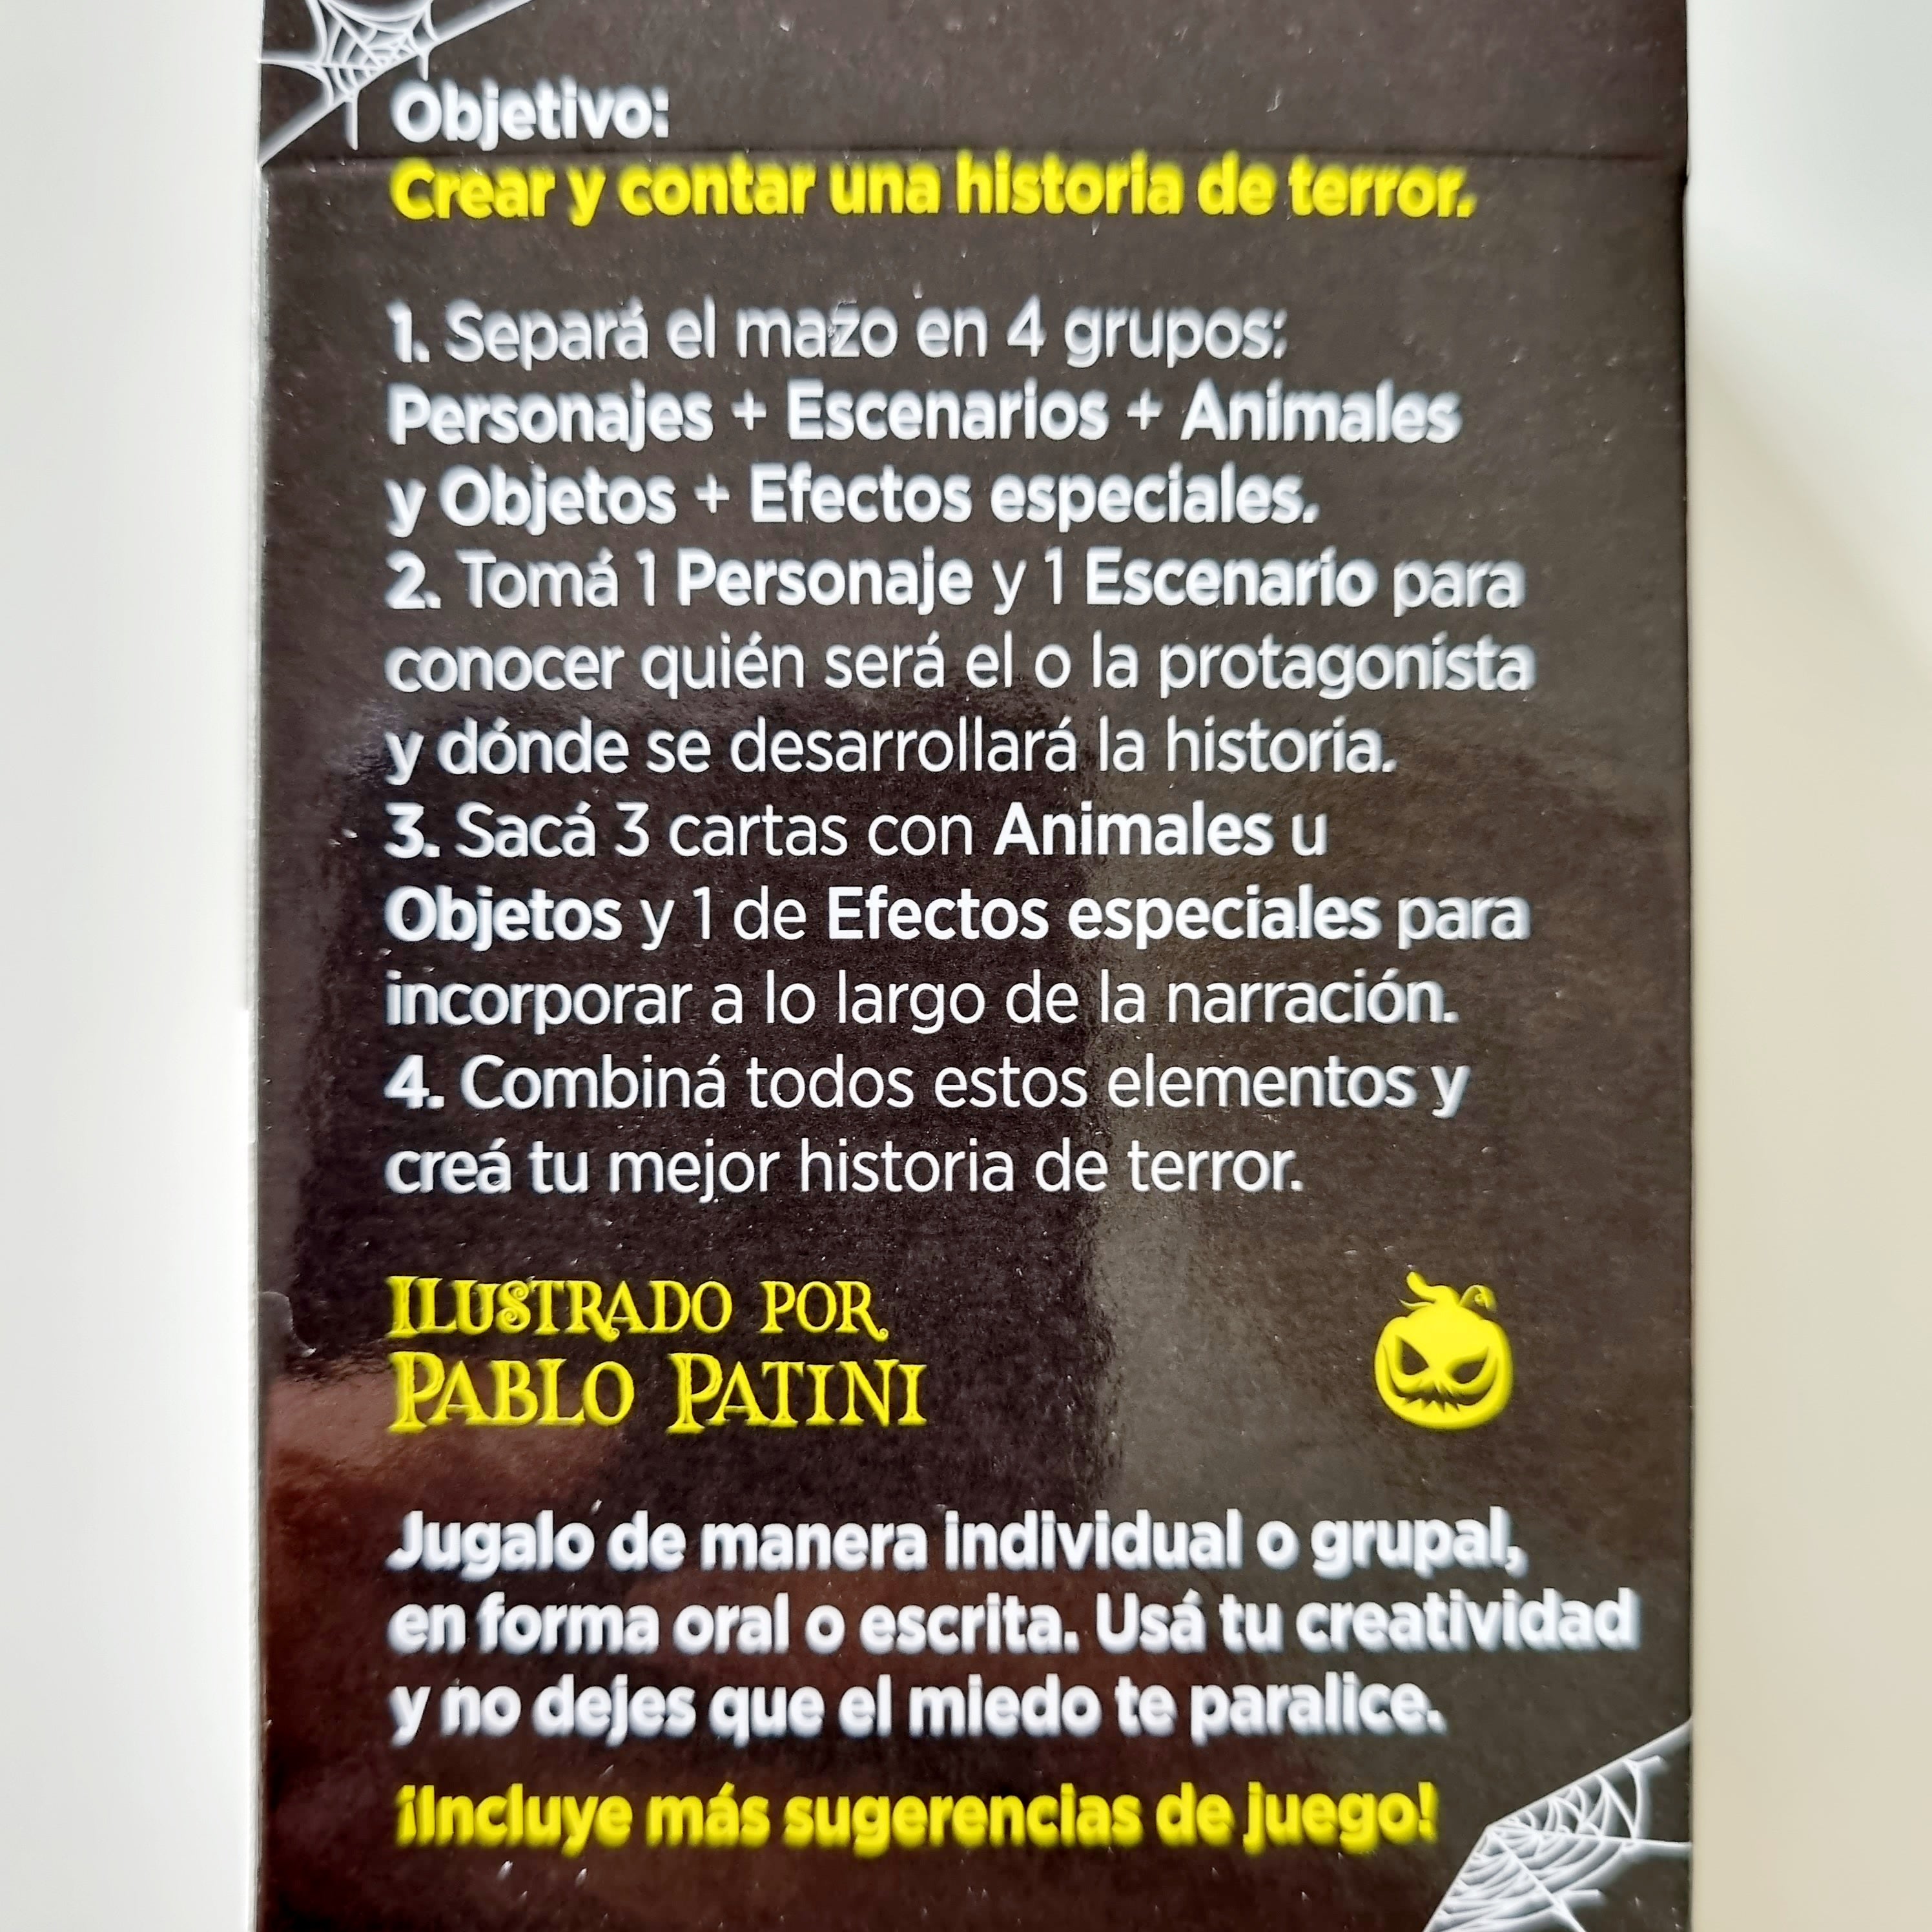 Objetivo:
Crear y contar una historia de terror.
1. Separá el mazo en 4 grupos:
Personajes + Escenarios + Animales
y Objetos + Efectos especiales.
2. Tomá 1 Personaje y 1 Escenario para
conocer quién será el o la protagonista
y dónde se desarrollará la historia.
3. Sacá 3 cartas con Animales u
Objetos y 1 de Efectos especiales para
incorporar a lo largo de la narración.
4. Combiná todos estos elementos y
creá tu mejor historia de terror.
ILUSTRADO POR
PABLO PATINI
Jugalo de manera individual o grupal,
en forma oral o escrita. Usá tu creatividad
y no dejes que el miedo te paralice.
¡Incluye más sugerencias de juego!